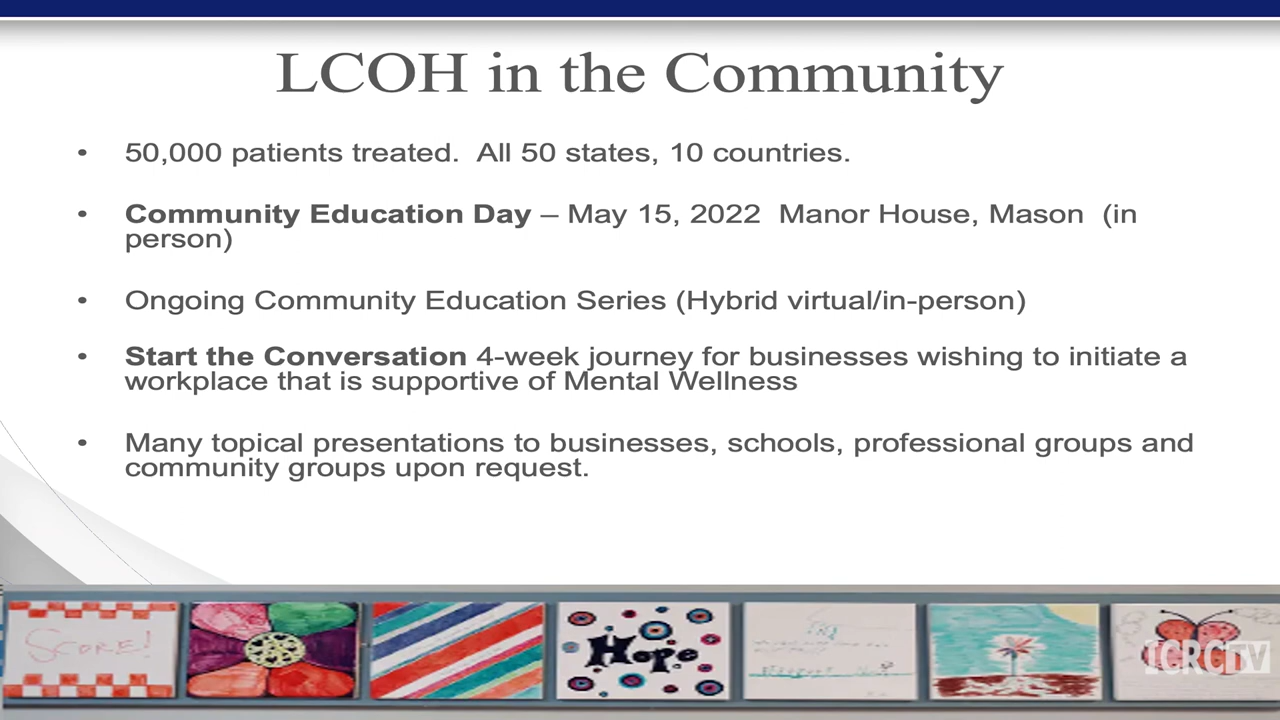 LCOH in the Community
• 50,000 patients treated.  All 50 states, 10 countries.
• Community Education Day – May 15, 2022  Manor House, Mason  (in
person)
• Ongoing Community Education Series (Hybrid virtual/in-person)
• Start the Conversation 4-week journey for businesses wishing to initiate a
workplace that is supportive of Mental Wellness
• Many topical presentations to businesses, schools, professional groups and
community groups upon request.
SCORE!
Hope
ICRCTV